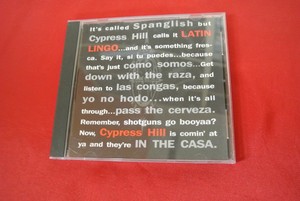 It's called Spanglish but
Cypress Hill calls it LATIN
LINGO...and it's something fres-
ca. Say it, si tu puedes...because
that's just como somos...Get
down with the raza, and
listen to las congas, because
yo no hodo...when it's all
through...pass the cerveza.
Remember, shotguns go booyaa?
Now, Cypress Hill is comin' at
ya and they're IN THE CASA.